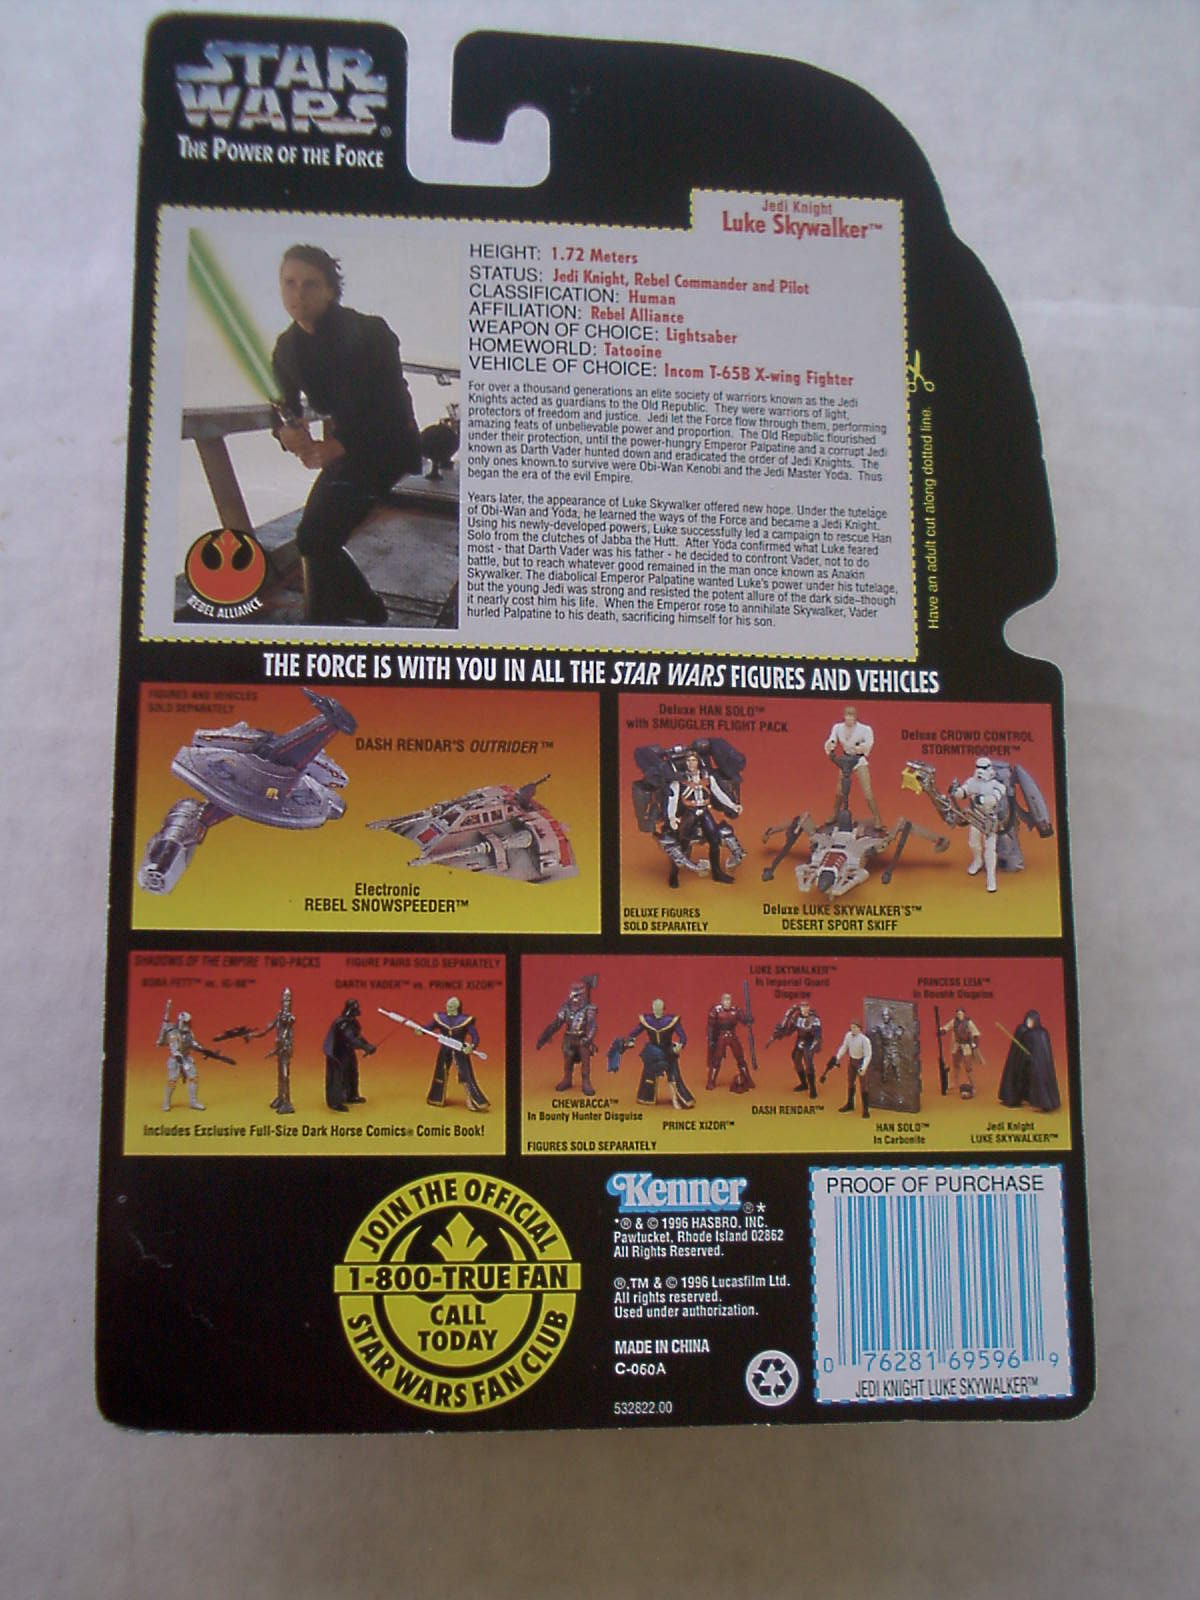 STAR
WARS®
THE POWER OF THE FORCE
Jedi Knight
Luke Skywalker™
HEIGHT: 1.72 Meters
STATUS: Jedi Knight, Rebel Commander and Pilot
CLASSIFICATION: Human
AFFILIATION: Rebel Alliance
WEAPON OF CHOICE: Lightsaber
HOMEWORLD: Tatooine
VEHICLE OF CHOICE: Incom T-65B X-wing Fighter
For over a thousand generations an elite society of warriors known as the Jedi
Knights acted as guardians to the Old Republic. They were warriors of light,
protectors of freedom and justice. Jedi let the Force flow through them, performing
amazing feats of unbelievable power and proportion. The Old Republic flourished
under their protection, until the power-hungry Emperor Palpatine and a corrupt Jedi
known as Darth Vader hunted down and eradicated the order of Jedi Knights. The
only ones known to survive were Obi-Wan Kenobi and the Jedi Master Yoda. Thus
began the era of the evil Empire.
Years later, the appearance of Luke Skywalker offered new hope. Under the tutelage
of Obi-Wan and Yoda, he learned the ways of the Force and became a Jedi Knight.
Using his newly-developed powers, Luke successfully led a campaign to rescue Han
Solo from the clutches of Jabba the Hutt. After Yoda confirmed what Luke feared
most - that Darth Vader was his father - he decided to confront Vader, not to do
battle, but to reach whatever good remained in the man once known as Anakin
Skywalker. The diabolical Emperor Palpatine wanted Luke's power under his tutelage,
but the young Jedi was strong and resisted the potent allure of the dark side–though
it nearly cost him his life. When the Emperor rose to annihilate Skywalker, Vader
hurled Palpatine to his death, sacrificing himself for his son.
REBEL ALLIANCE
Have an adult cut along dotted line.
THE FORCE IS WITH YOU IN ALL THE STAR WARS FIGURES AND VEHICLES
FIGURES AND VEHICLES
SOLD SEPARATELY
DASH RENDAR'S OUTRIDER™
Electronic
REBEL SNOWSPEEDER™
Deluxe HAN SOLO™
with SMUGGLER FLIGHT PACK
Deluxe CROWD CONTROL
STORMTROOPER™
DELUXE FIGURES
SOLD SEPARATELY
Deluxe LUKE SKYWALKER'S™
DESERT SPORT SKIFF
SHADOWS OF THE EMPIRE TWO-PACKS
FIGURE PAIRS SOLD SEPARATELY
BOBA FETT™ vs. IG-88™
DARTH VADER™ vs. PRINCE XIZOR™
Includes Exclusive Full-Size Dark Horse Comics® Comic Book!
LUKE SKYWALKER™
In Imperial Guard
Disguise
PRINCESS LEIA™
In Boushh Disguise
CHEWBACCA™
In Bounty Hunter Disguise
PRINCE XIZOR™
DASH RENDAR™
HAN SOLO™
In Carbonite
Jedi Knight
LUKE SKYWALKER™
FIGURES SOLD SEPARATELY
JOIN THE OFFICIAL
1-800-TRUE FAN
CALL
TODAY
STAR WARS FAN CLUB
Kenner®*
*® & © 1996 HASBRO, INC.
Pawtucket, Rhode Island 02862
All Rights Reserved.
®,TM & © 1996 Lucasfilm Ltd.
All rights reserved.
Used under authorization.
MADE IN CHINA
C-060A
532822.00
PROOF OF PURCHASE
0 76281 69596 9
JEDI KNIGHT LUKE SKYWALKER™